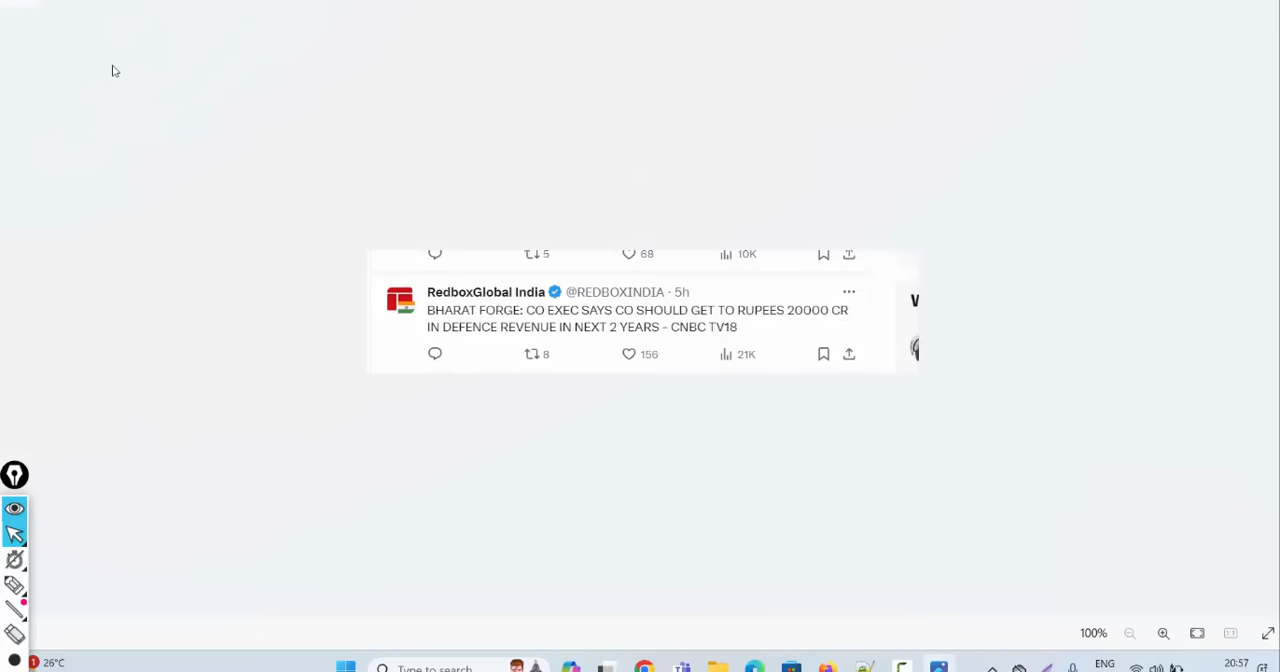 5 68 10K
RedboxGlobal India @REDBOXINDIA · 5h
BHARAT FORGE: CO EXEC SAYS CO SHOULD GET TO RUPEES 20000 CR
IN DEFENCE REVENUE IN NEXT 2 YEARS - CNBC TV18
8 156 21K
100%
1
26°C
Type to search
ENG
20:57